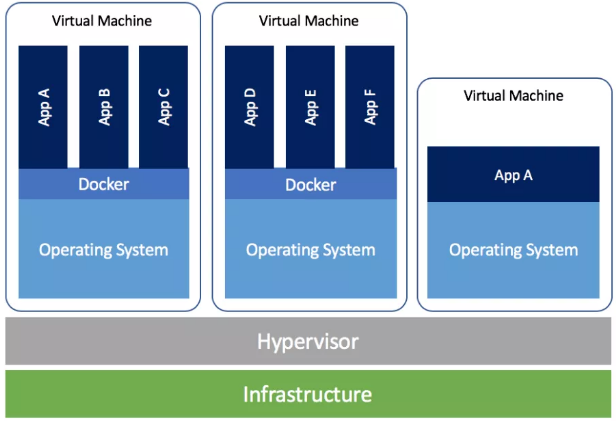 Virtual Machine
App A
App B
App C
Docker
Operating System
Virtual Machine
App D
App E
App F
Docker
Operating System
Virtual Machine
App A
Operating System
Hypervisor
Infrastructure